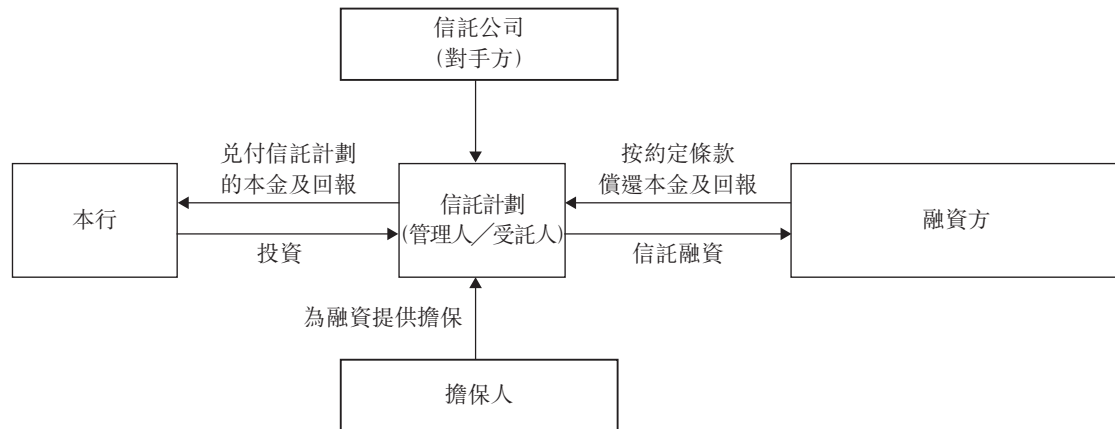 信託公司
(對手方)
兌付信託計劃
的本金及回報
按約定條款
償還本金及回報
本行
信託計劃
(管理人╱受託人)
融資方
投資
信託融資
為融資提供擔保
擔保人